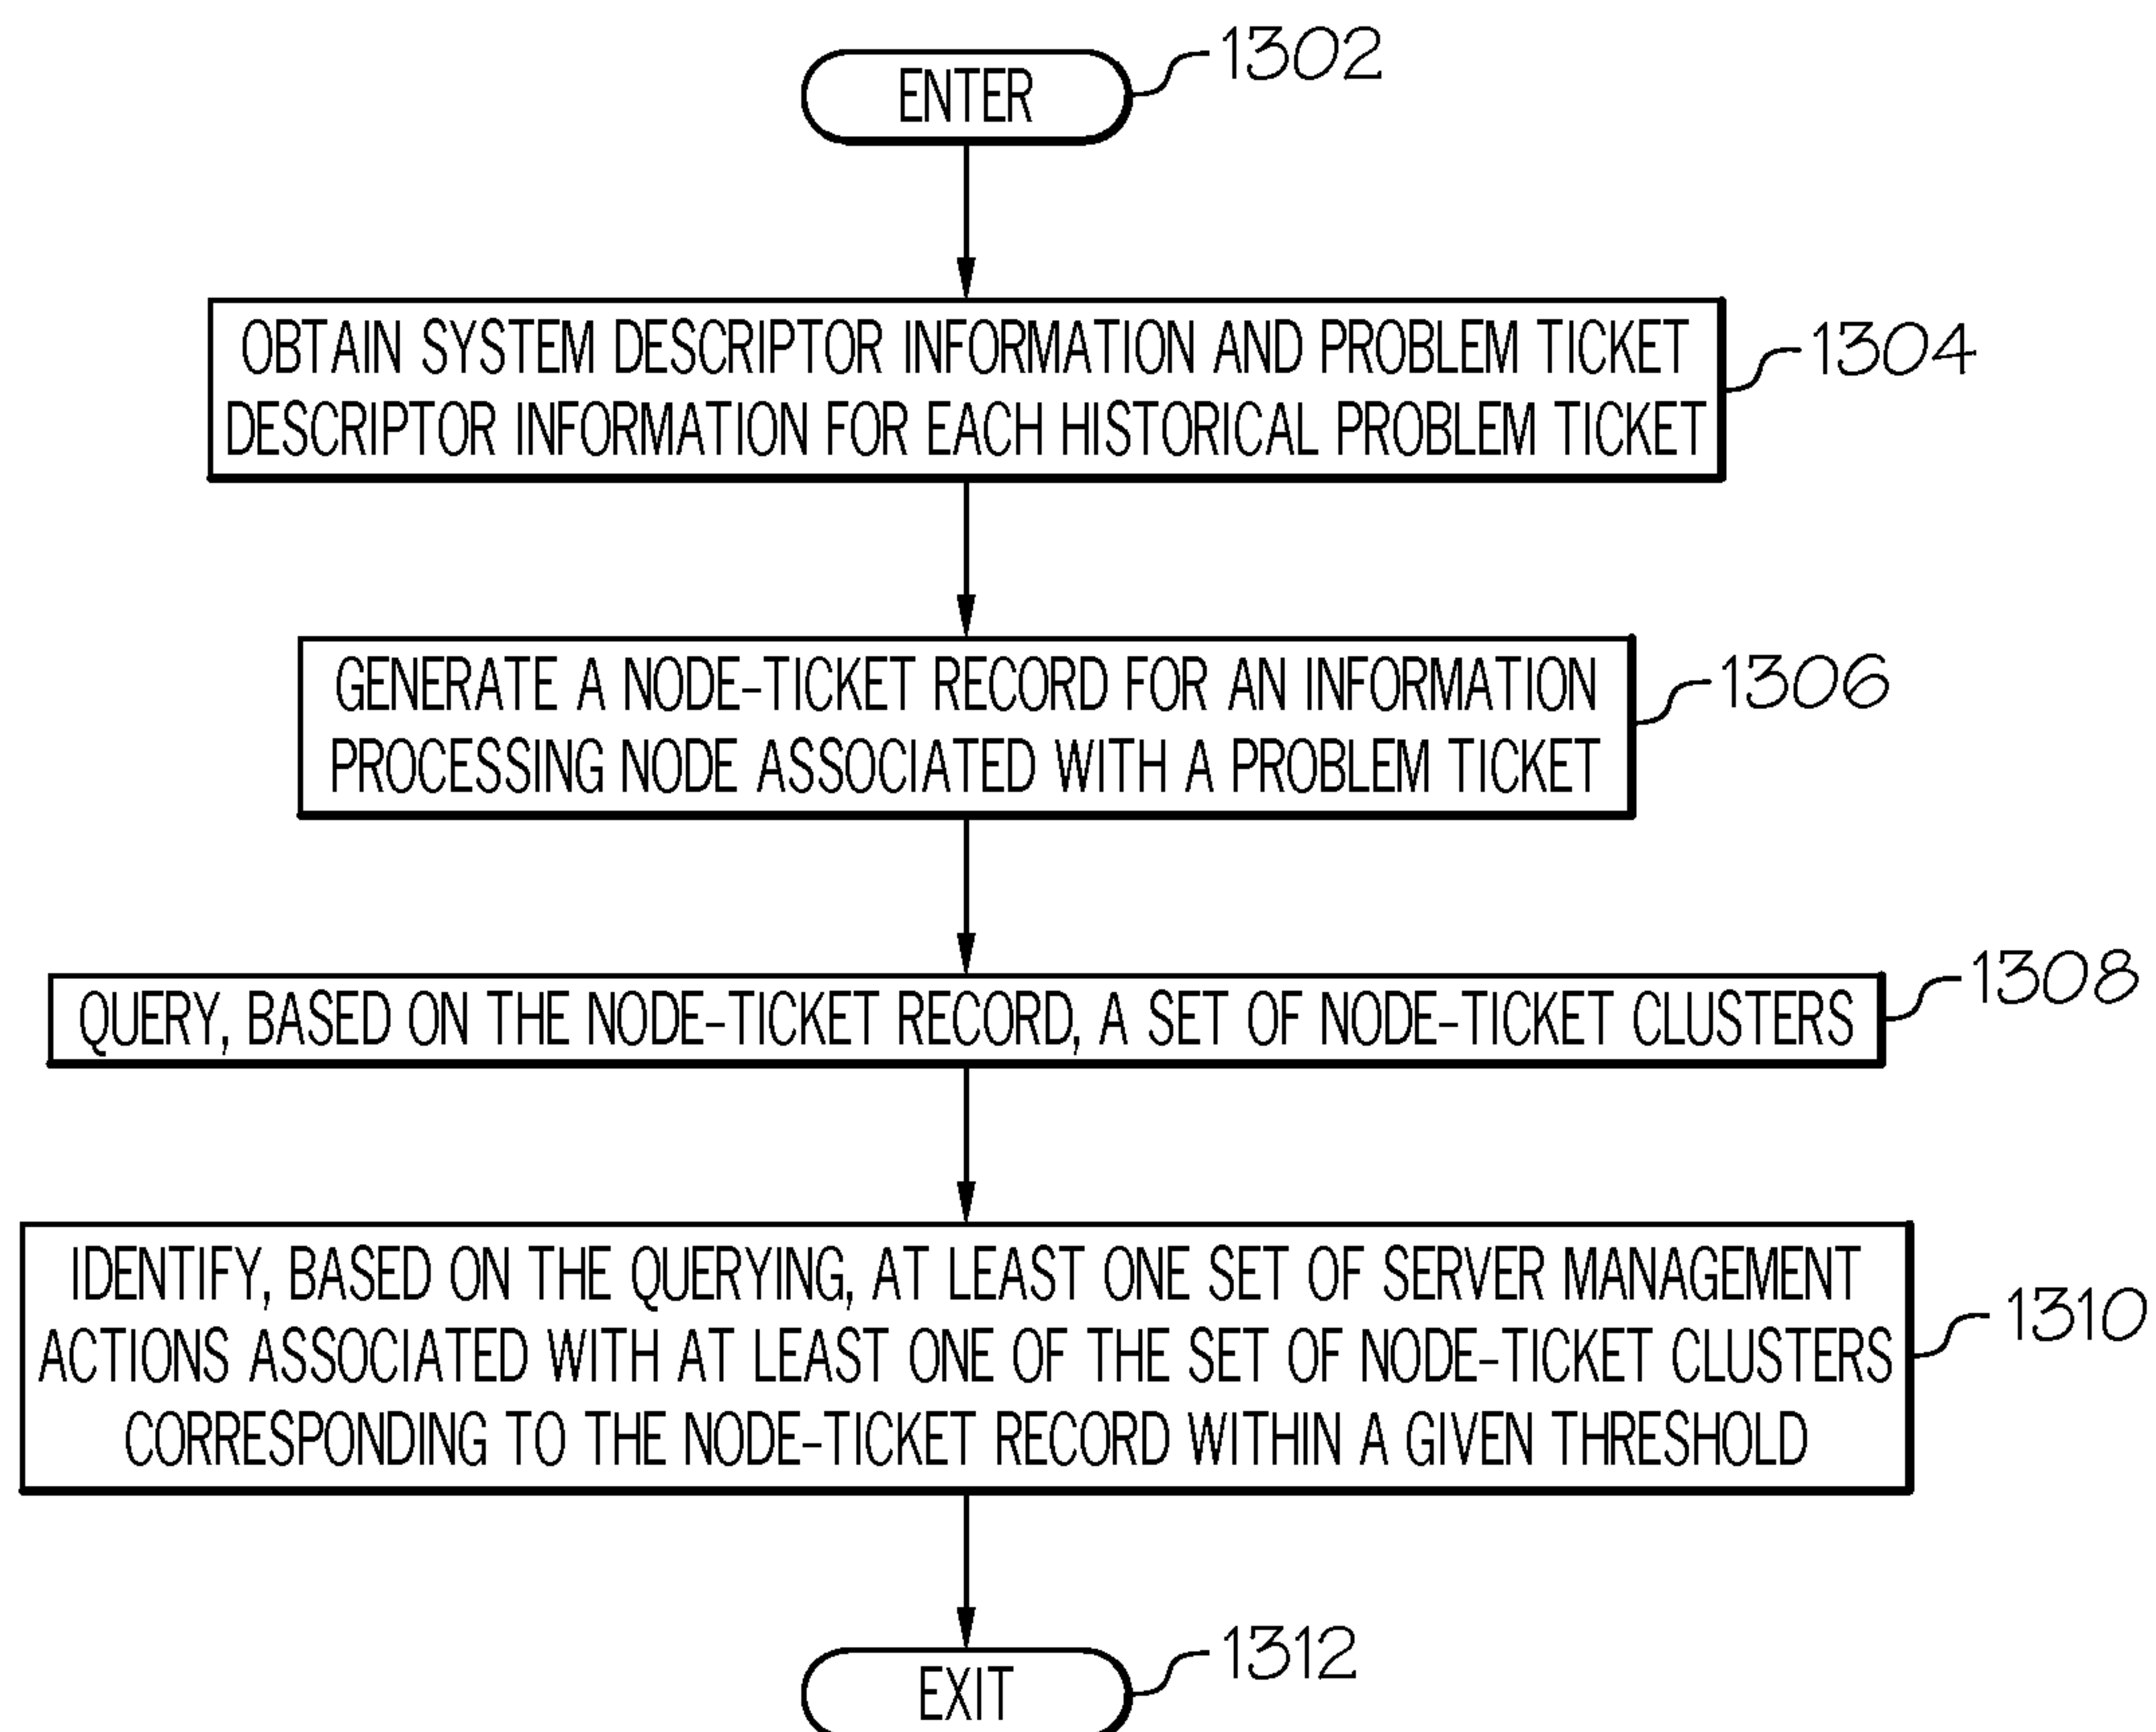 ENTER
1302
OBTAIN SYSTEM DESCRIPTOR INFORMATION AND PROBLEM TICKET
DESCRIPTOR INFORMATION FOR EACH HISTORICAL PROBLEM TICKET
1304
GENERATE A NODE-TICKET RECORD FOR AN INFORMATION
PROCESSING NODE ASSOCIATED WITH A PROBLEM TICKET
1306
QUERY, BASED ON THE NODE-TICKET RECORD, A SET OF NODE-TICKET CLUSTERS
1308
IDENTIFY, BASED ON THE QUERYING, AT LEAST ONE SET OF SERVER MANAGEMENT
ACTIONS ASSOCIATED WITH AT LEAST ONE OF THE SET OF NODE-TICKET CLUSTERS
CORRESPONDING TO THE NODE-TICKET RECORD WITHIN A GIVEN THRESHOLD
1310
EXIT
1312